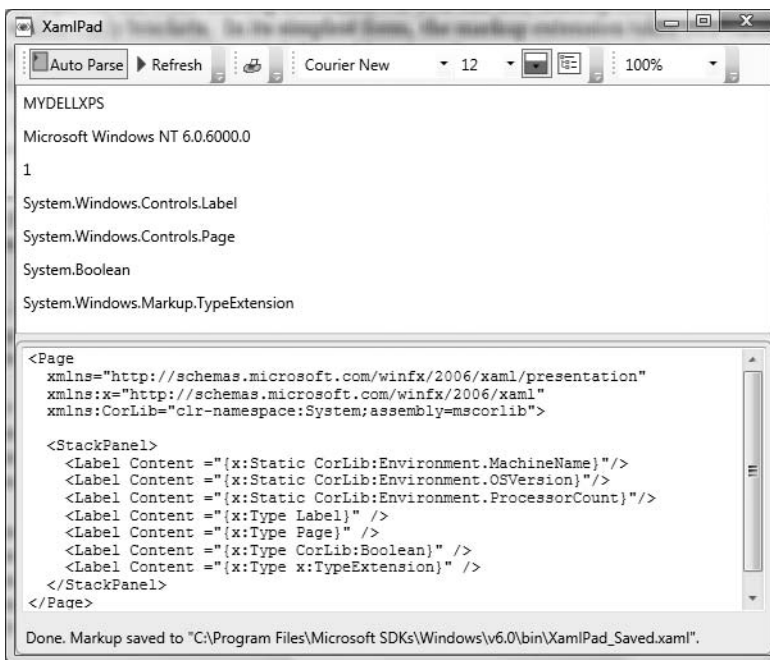 XamlPad
Auto Parse Refresh Courier New 12 100%
MYDELLXPS
Microsoft Windows NT 6.0.6000.0
1
System.Windows.Controls.Label
System.Windows.Controls.Page
System.Boolean
System.Windows.Markup.TypeExtension
<Page
xmlns="http://schemas.microsoft.com/winfx/2006/xaml/presentation"
xmlns:x="http://schemas.microsoft.com/winfx/2006/xaml"
xmlns:CorLib="clr-namespace:System;assembly=mscorlib">
<StackPanel>
<Label Content ="{x:Static CorLib:Environment.MachineName}"/>
<Label Content ="{x:Static CorLib:Environment.OSVersion}"/>
<Label Content ="{x:Static CorLib:Environment.ProcessorCount}"/>
<Label Content ="{x:Type Label}" />
<Label Content ="{x:Type Page}" />
<Label Content ="{x:Type CorLib:Boolean}" />
<Label Content ="{x:Type x:TypeExtension}" />
</StackPanel>
</Page>
Done. Markup saved to "C:\Program Files\Microsoft SDKs\Windows\v6.0\bin\XamlPad_Saved.xaml".